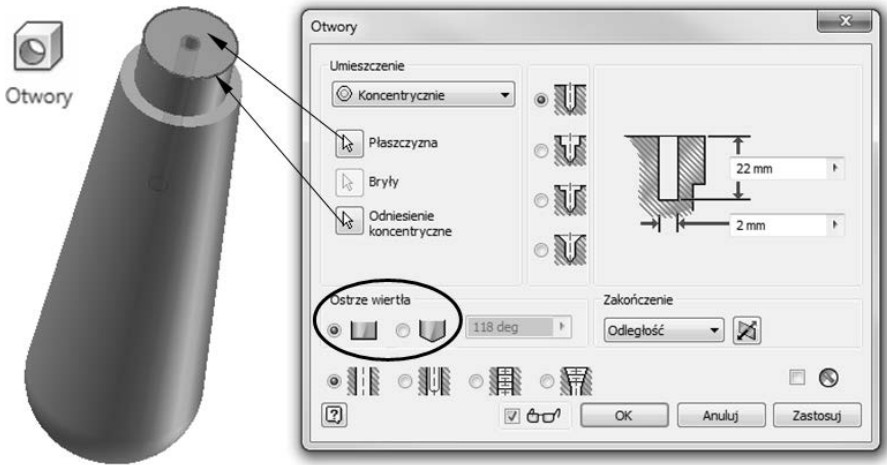 Otwory
Otwory
Umieszczenie
Koncentrycznie
Płaszczyzna
Bryły
Odniesienie
koncentryczne
22 mm
2 mm
Ostrze wiertła
118 deg
Zakończenie
Odległość
OK
Anuluj
Zastosuj